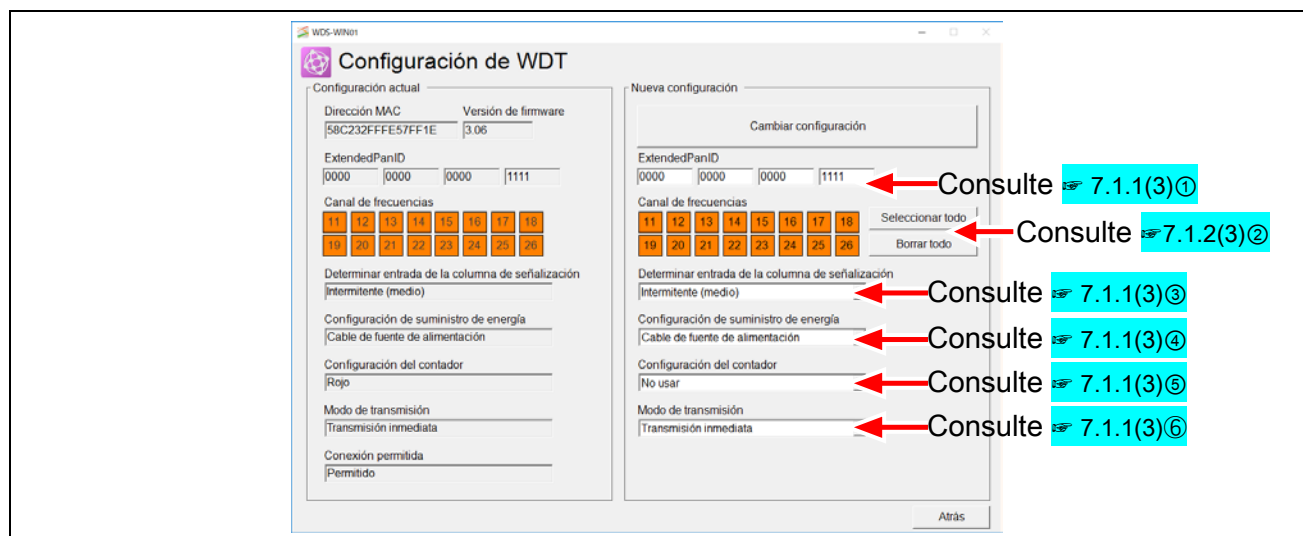 WDS-WIN01
Configuración de WDT
Configuración actual
Dirección MAC Versión de firmware
58C232FFFE57FF1E 3.06
ExtendedPanID
0000 0000 0000 1111
Canal de frecuencias
11 12 13 14 15 16 17 18
19 20 21 22 23 24 25 26
Determinar entrada de la columna de señalización
Intermitente (medio)
Configuración de suministro de energía
Cable de fuente de alimentación
Configuración del contador
Rojo
Modo de transmisión
Transmisión inmediata
Conexión permitida
Permitido
Nueva configuración
Cambiar configuración
ExtendedPanID
0000 0000 0000 1111
Consulte ☞ 7.1.1(3)①
Canal de frecuencias
11 12 13 14 15 16 17 18
19 20 21 22 23 24 25 26
Seleccionar todo
Borrar todo
Consulte ☞7.1.2(3)②
Determinar entrada de la columna de señalización
Intermitente (medio)
Consulte ☞ 7.1.1(3)③
Configuración de suministro de energía
Cable de fuente de alimentación
Consulte ☞ 7.1.1(3)④
Configuración del contador
No usar
Consulte ☞ 7.1.1(3)⑤
Modo de transmisión
Transmisión inmediata
Consulte ☞ 7.1.1(3)⑥
Atrás